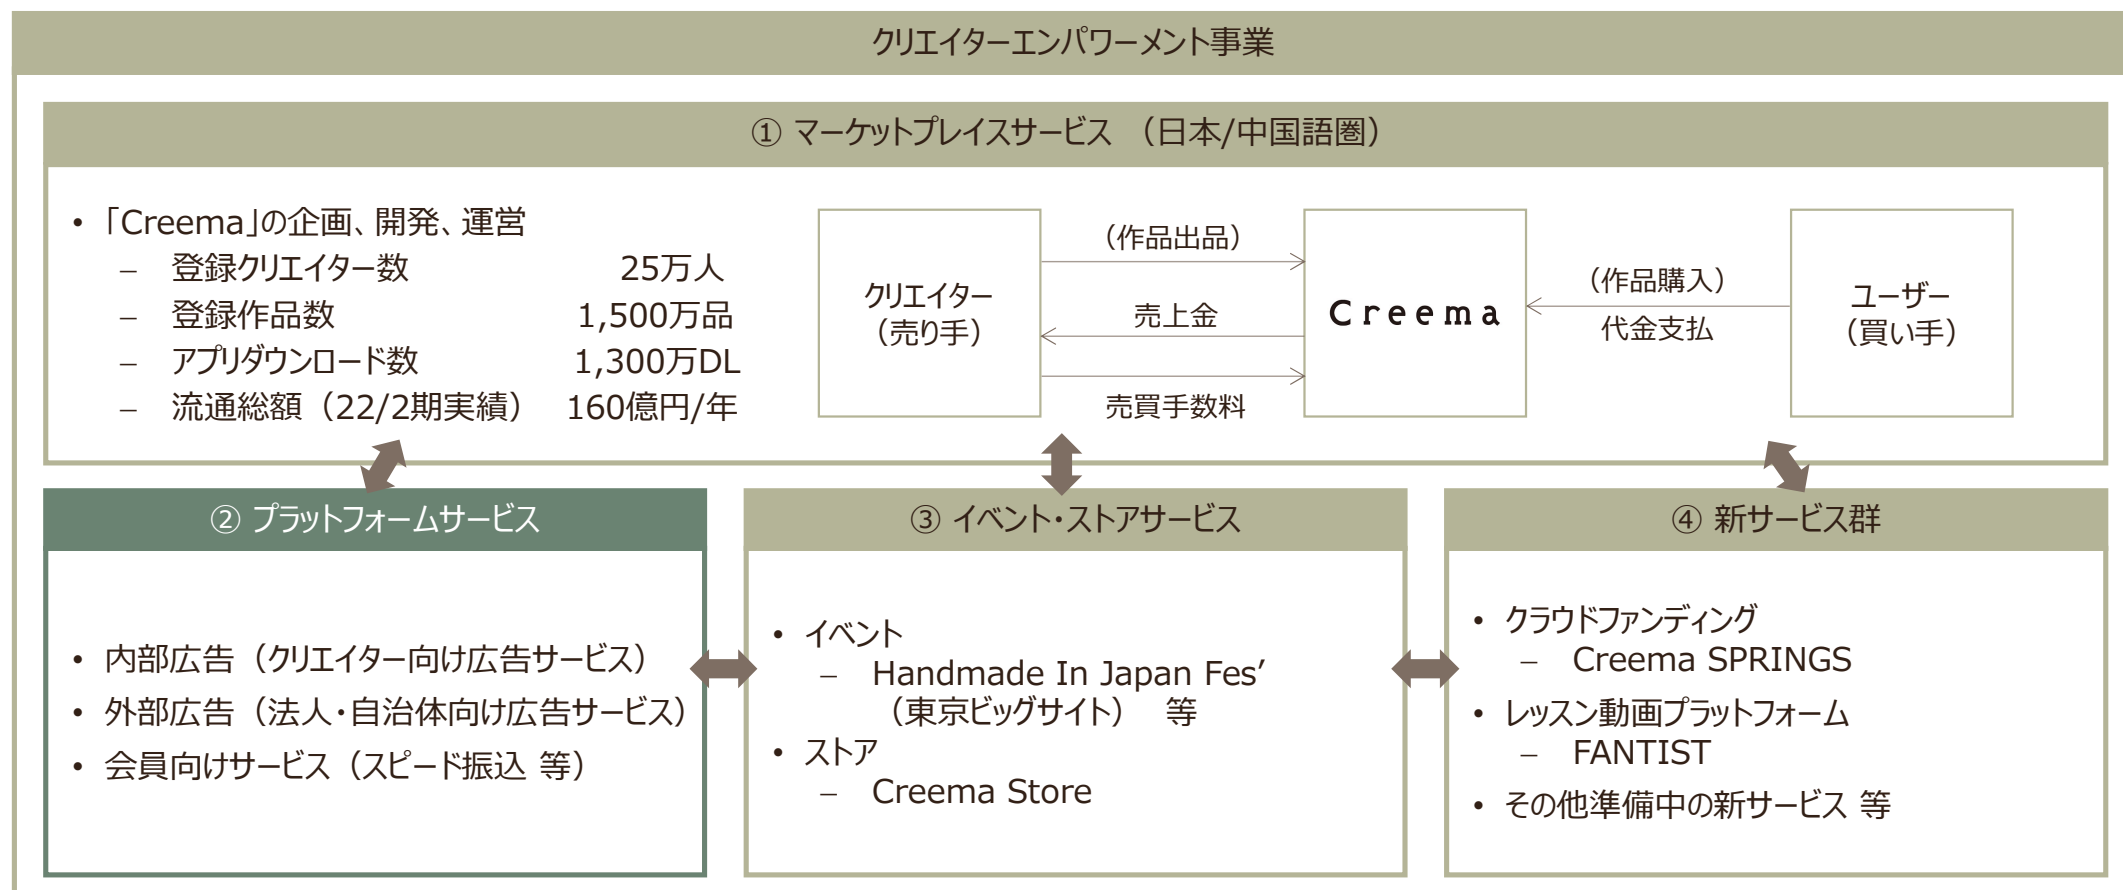 クリエイターエンパワーメント事業
① マーケットプレイスサービス （日本/中国語圏）
• 「Creema」の企画、開発、運営
– 登録クリエイター数 25万人
– 登録作品数 1,500万品
– アプリダウンロード数 1,300万DL
– 流通総額（22/2期実績） 160億円/年
クリエイター
（売り手）
（作品出品）
売上金
売買手数料
Creema
（作品購入）
代金支払
ユーザー
（買い手）
② プラットフォームサービス
• 内部広告（クリエイター向け広告サービス）
• 外部広告（法人・自治体向け広告サービス）
• 会員向けサービス（スピード振込 等）
③ イベント・ストアサービス
• イベント
– Handmade In Japan Fes′
（東京ビッグサイト） 等
• ストア
– Creema Store
④ 新サービス群
• クラウドファンディング
– Creema SPRINGS
• レッスン動画プラットフォーム
– FANTIST
• その他準備中の新サービス 等